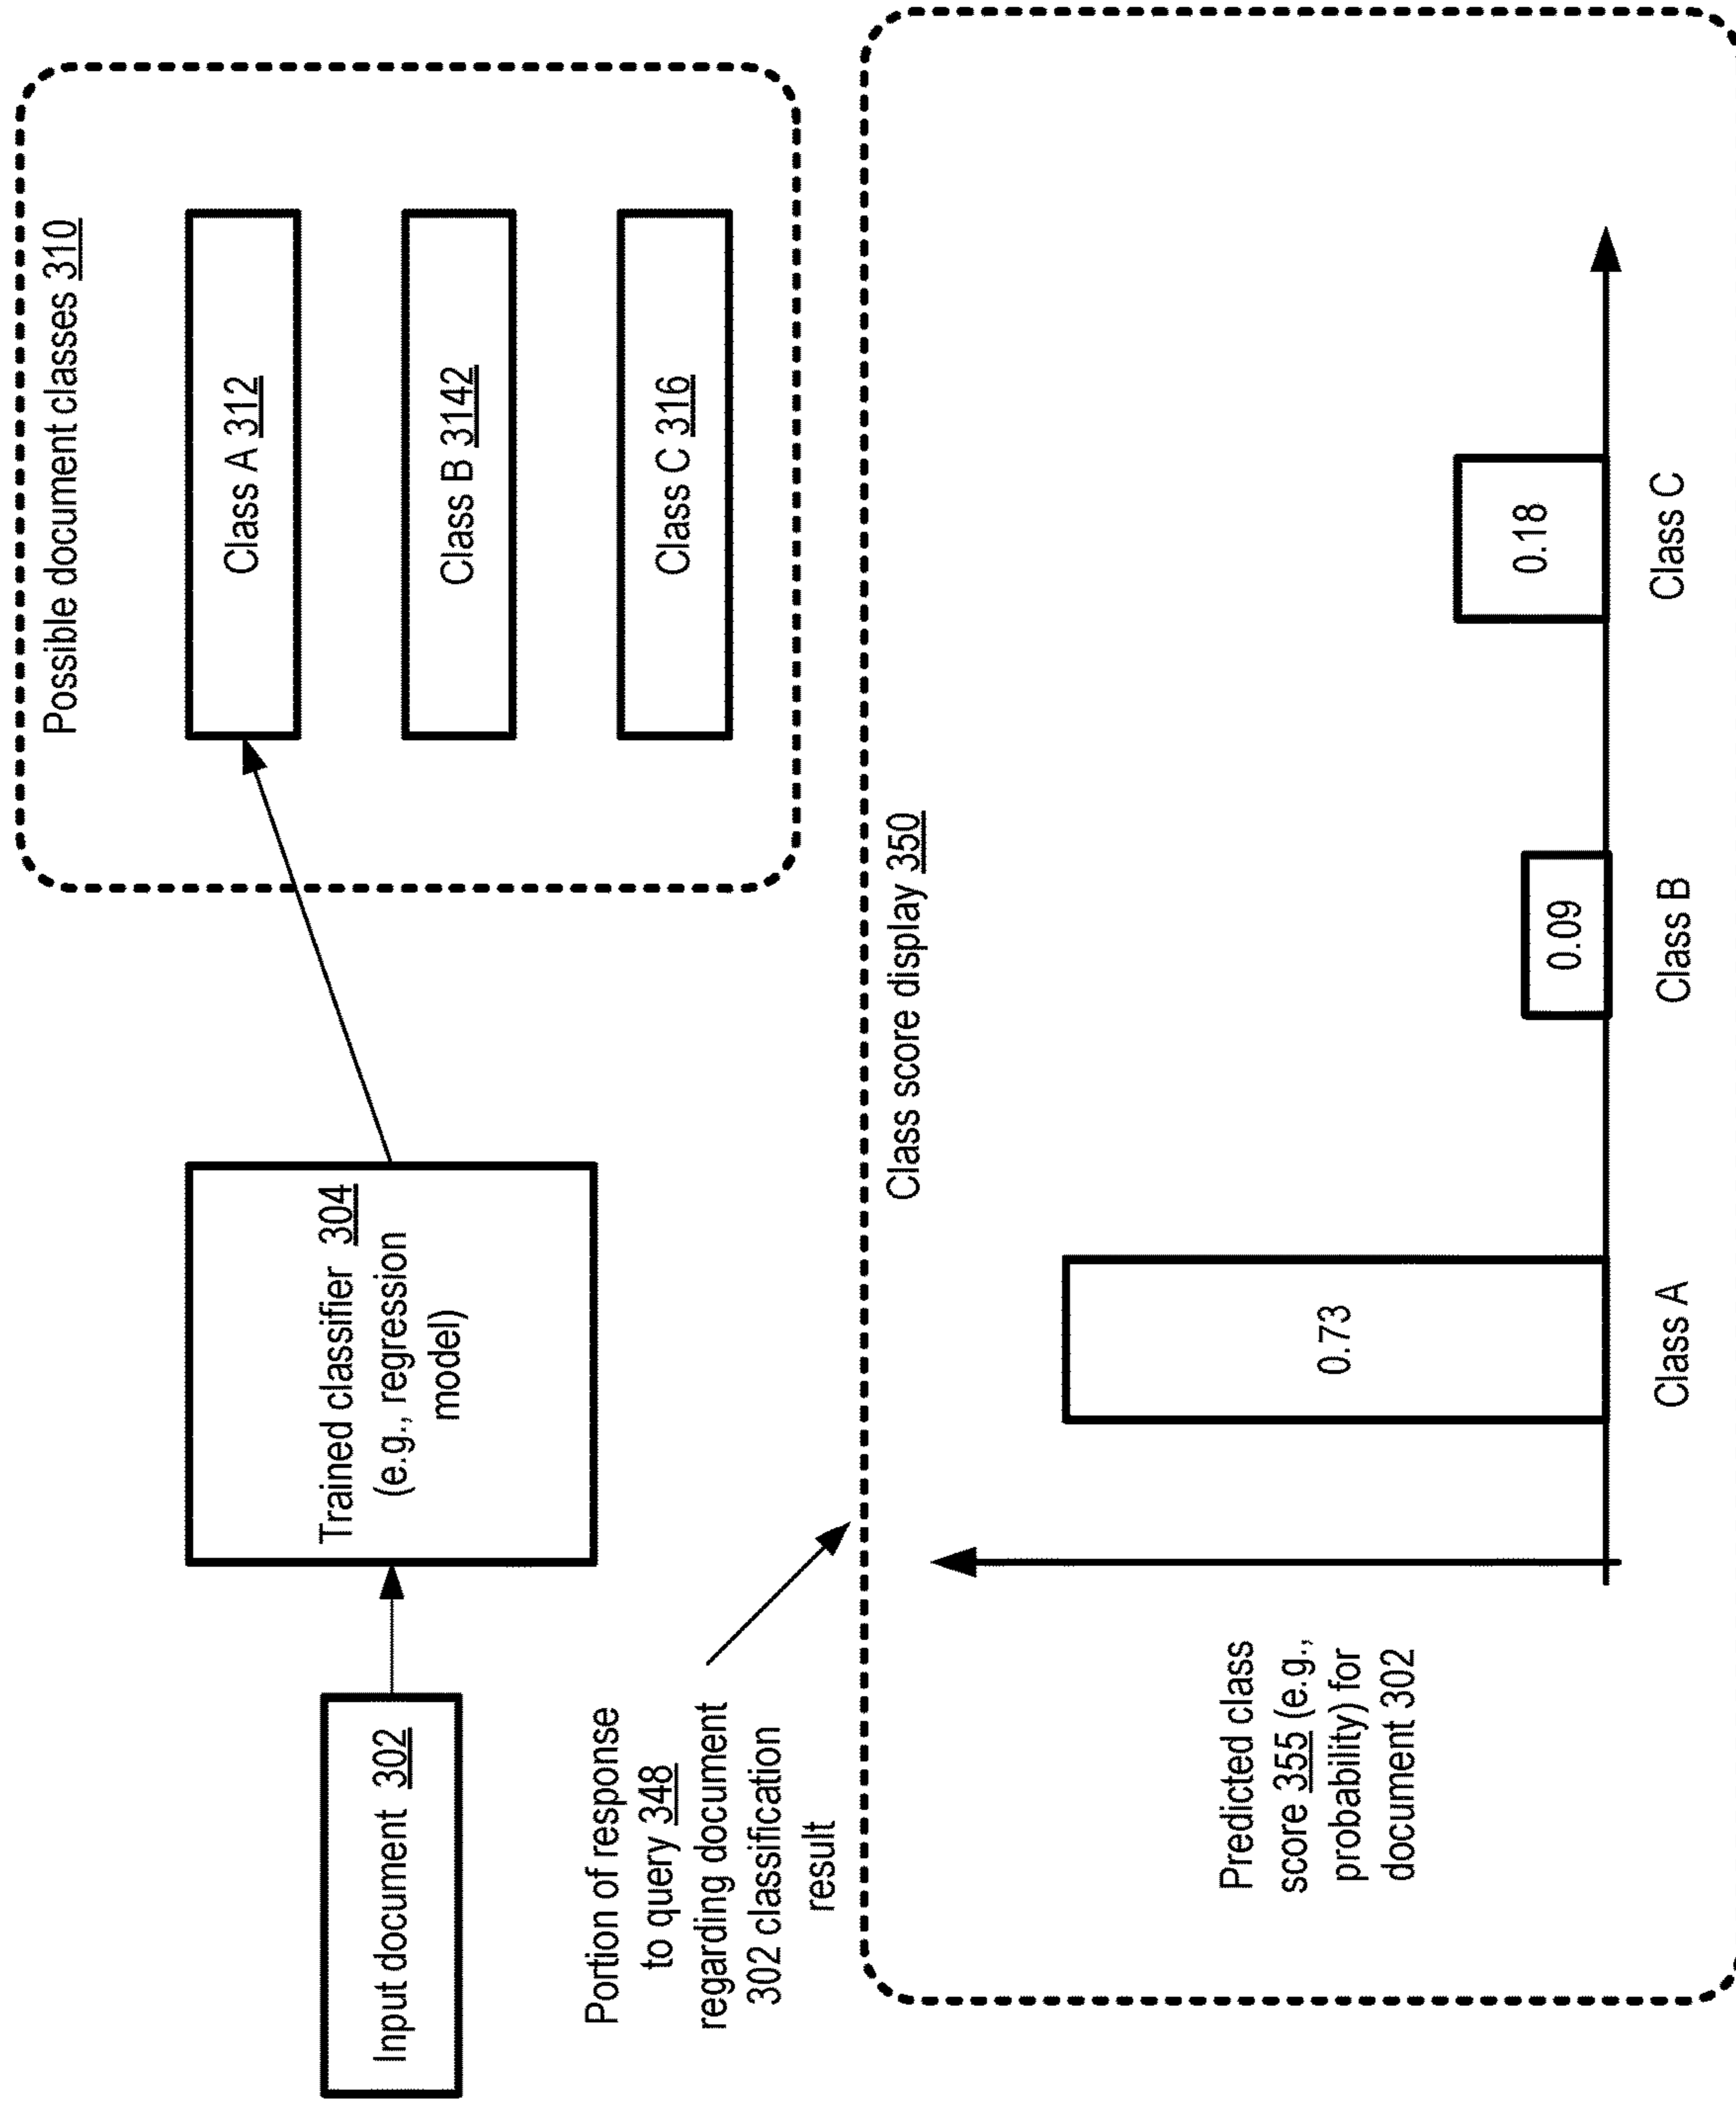 Input document 302
Trained classifier 304
(e.g., regression
model)
Possible document classes 310
Class A 312
Class B 3142
Class C 316
Portion of response
to query 348
regarding document
302 classification
result
Class score display 350
Predicted class
score 355 (e.g.,
probability) for
document 302
0.73
0.09
0.18
Class A
Class B
Class C